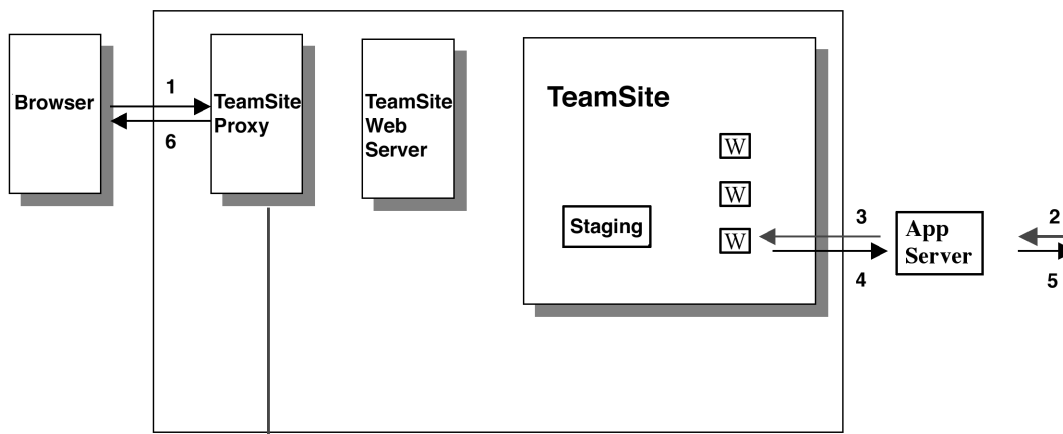 Browser
1
6
TeamSite
Proxy
TeamSite
Web
Server
TeamSite
W
W
W
Staging
3
4
App
Server
2
5